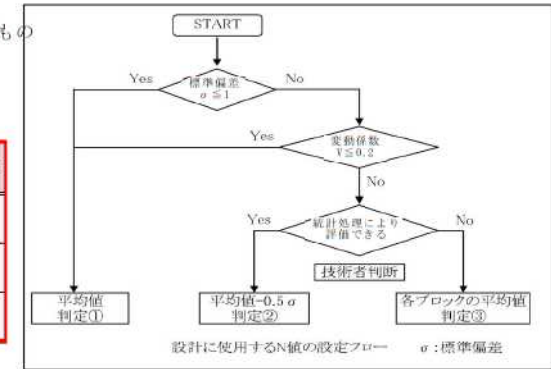 もの
START
Yes
標準偏差
σ≦1
No
Yes
変動係数
V≦0.2
No
Yes
統計処理により
評価できる
No
技術者判断
平均値
判定①
平均値-0.5σ
判定②
各ブロックの平均値
判定③
設計に使用するN値の設定フロー σ:標準偏差